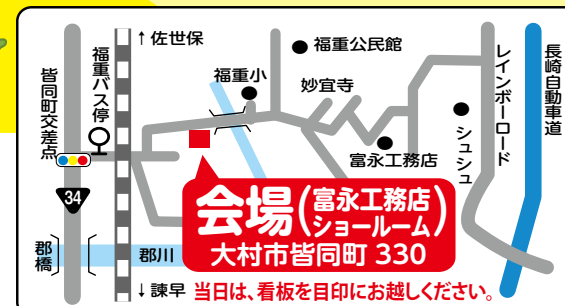 ↑佐世保
福重バス停
皆同町交差点
福重公民館
福重小
妙宜寺
レインボーロード
長崎自動車道
シュシュ
富永工務店
34
会場(富永工務店
ショールーム)
大村市皆同町 330
郡橋
郡川
↓諫早
当日は、看板を目印にお越しください。